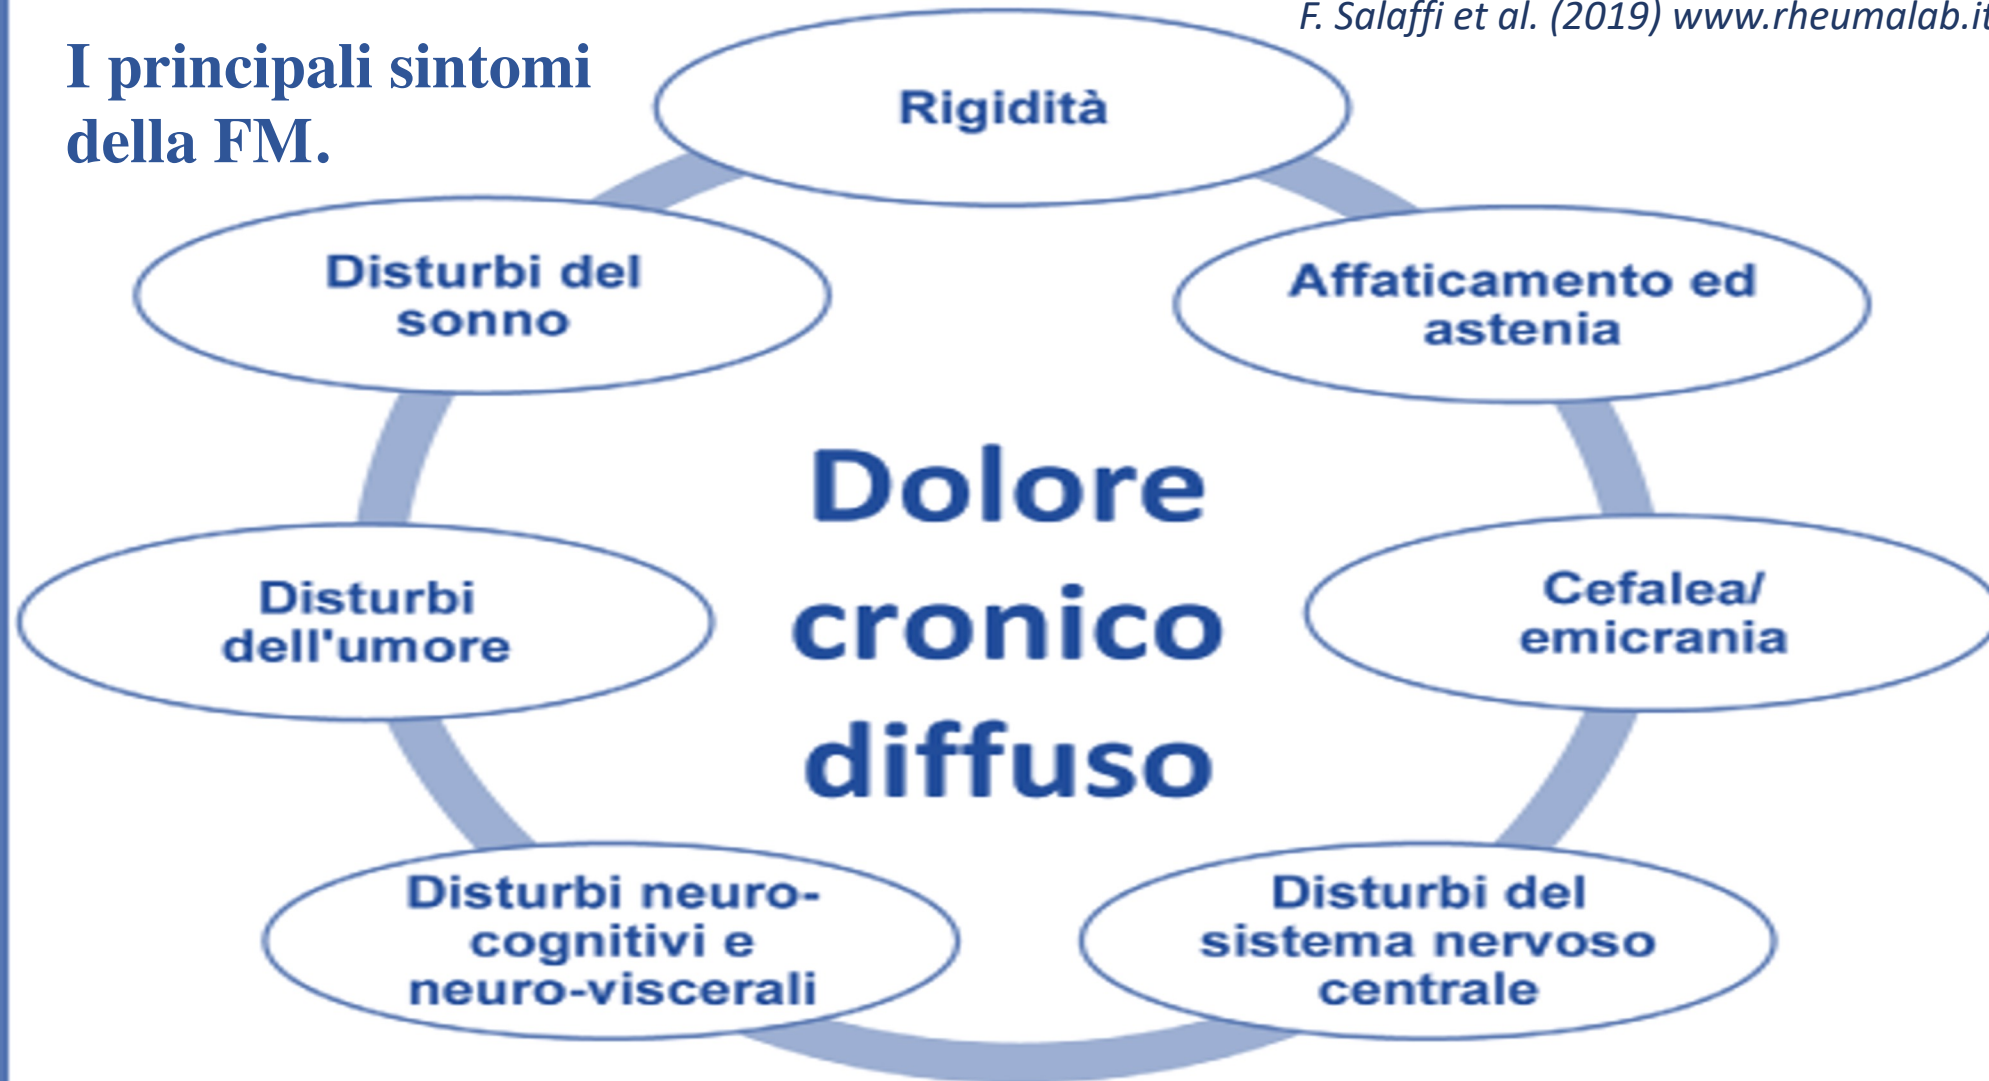 F. Salaffi et al. (2019) www.rheumalab.it
I principali sintomi
della FM.
Rigidità
Affaticamento ed
astenia
Cefalea/
emicrania
Disturbi del
sistema nervoso
centrale
Disturbi neuro-
cognitivi e
neuro-viscerali
Disturbi
dell'umore
Disturbi del
sonno
Dolore
cronico
diffuso